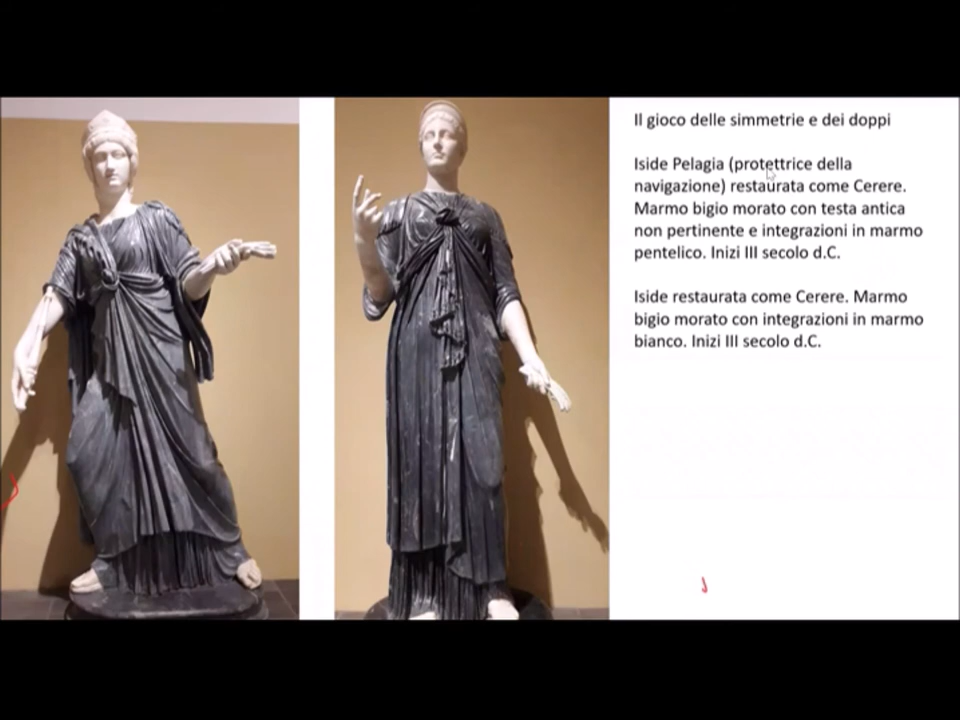 Il gioco delle simmetrie e dei doppi
Iside Pelagia (protettrice della
navigazione) restaurata come Cerere.
Marmo bigio morato con testa antica
non pertinente e integrazioni in marmo
pentelico. Inizi III secolo d.C.
Iside restaurata come Cerere. Marmo
bigio morato con integrazioni in marmo
bianco. Inizi III secolo d.C.